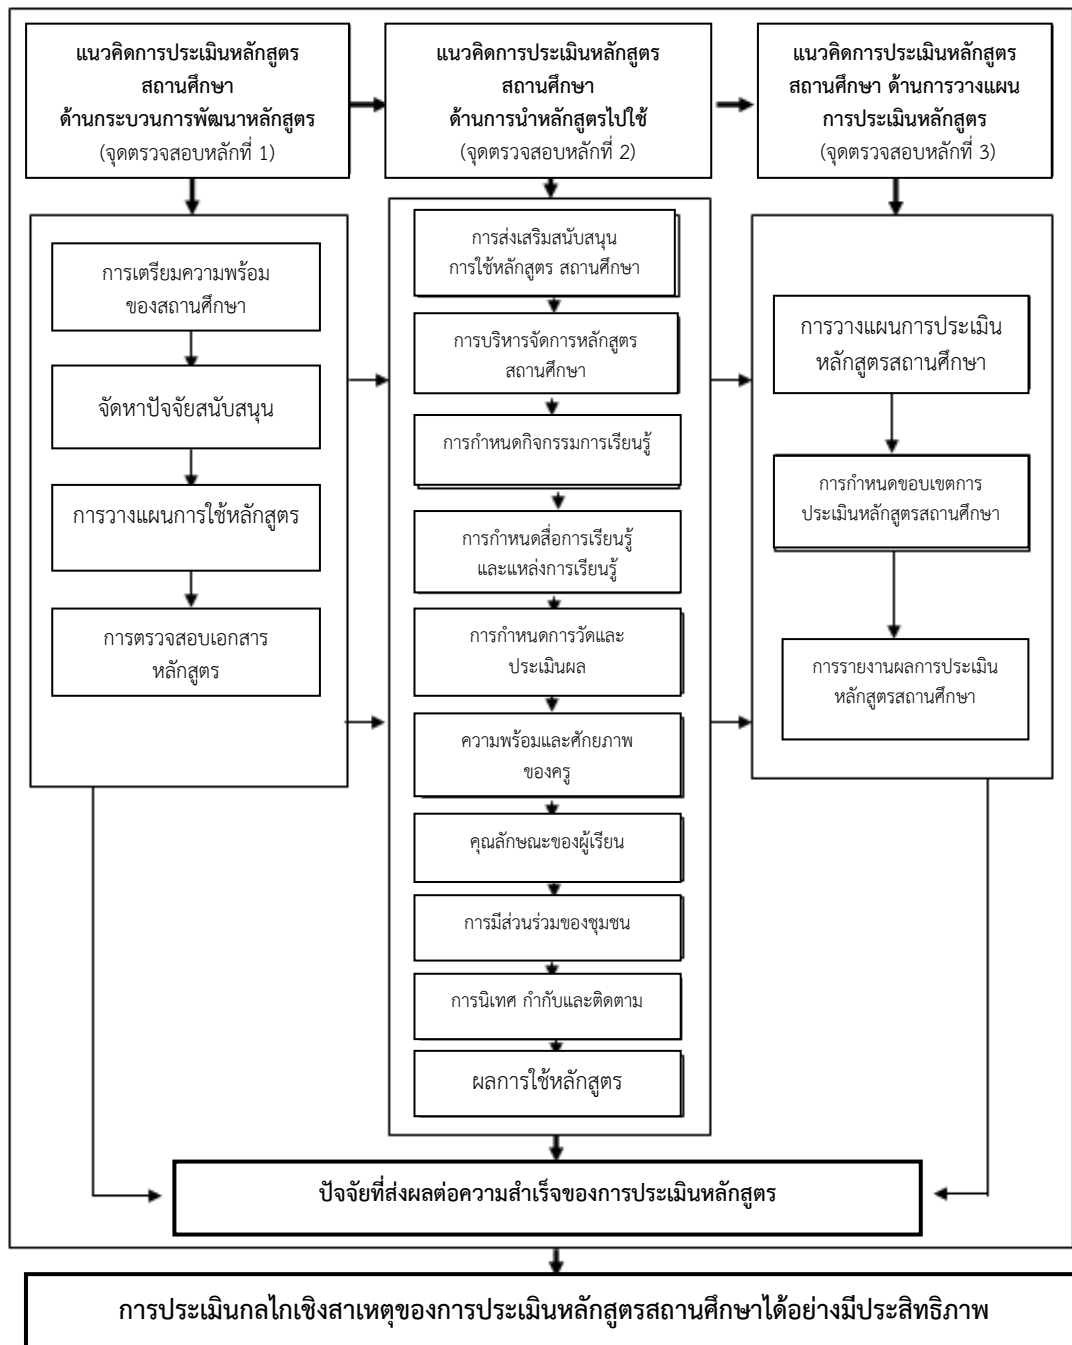 แนวคิดการประเมินหลักสูตร
สถานศึกษา
ด้านกระบวนการพัฒนาหลักสูตร
(จุดตรวจสอบหลักที่ 1)
แนวคิดการประเมินหลักสูตร
สถานศึกษา
ด้านการนำหลักสูตรไปใช้
(จุดตรวจสอบหลักที่ 2)
แนวคิดการประเมินหลักสูตร
สถานศึกษา ด้านการวางแผน
การประเมินหลักสูตร
(จุดตรวจสอบหลักที่ 3)
การเตรียมความพร้อม
ของสถานศึกษา
จัดหาปัจจัยสนับสนุน
การวางแผนการใช้หลักสูตร
การตรวจสอบเอกสาร
หลักสูตร
การส่งเสริมสนับสนุน
การใช้หลักสูตร สถานศึกษา
การบริหารจัดการหลักสูตร
สถานศึกษา
การกำหนดกิจกรรมการเรียนรู้
การกำหนดสื่อการเรียนรู้
และแหล่งการเรียนรู้
การกำหนดการวัดและ
ประเมินผล
ความพร้อมและศักยภาพ
ของครู
คุณลักษณะของผู้เรียน
การมีส่วนร่วมของชุมชน
การนิเทศ กำกับและติดตาม
ผลการใช้หลักสูตร
การวางแผนการประเมิน
หลักสูตรสถานศึกษา
การกำหนดขอบเขตการ
ประเมินหลักสูตรสถานศึกษา
การรายงานผลการประเมิน
หลักสูตรสถานศึกษา
ปัจจัยที่ส่งผลต่อความสำเร็จของการประเมินหลักสูตร
การประเมินกลไกเชิงสาเหตุของการประเมินหลักสูตรสถานศึกษาได้อย่างมีประสิทธิภาพ